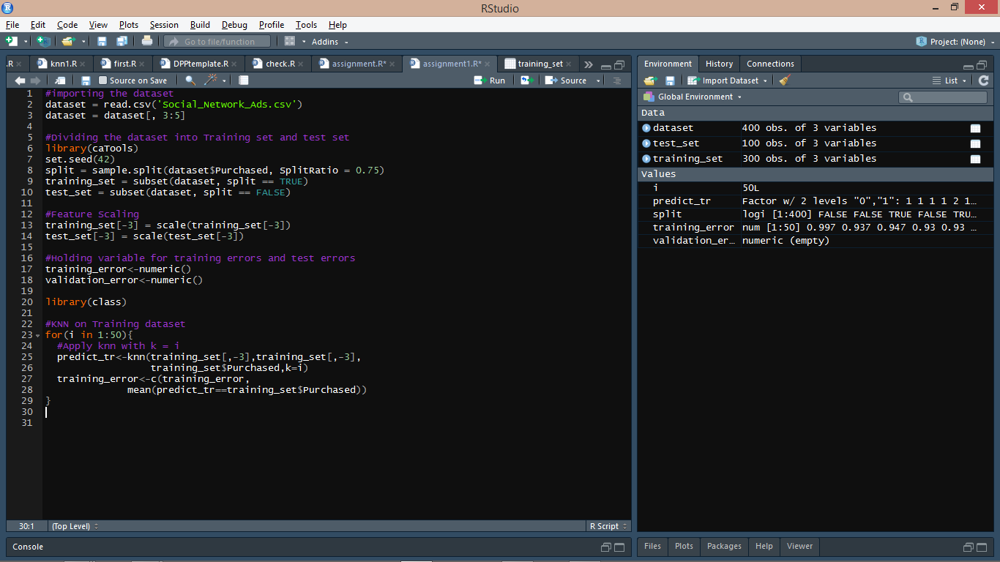 RStudio
File Edit Code View Plots Session Build Debug Profile Tools Help
Go to file/function Addins Project: (None)
.R knn1.R first.R DPPtemplate.R check.R assignment.R* assignment1.R* training_set
Source on Save Run Source
1 #importing the dataset
2 dataset = read.csv('Social_Network_Ads.csv')
3 dataset = dataset[, 3:5]
4
5 #Dividing the dataset into Training set and test set
6 library(caTools)
7 set.seed(42)
8 split = sample.split(dataset$Purchased, SplitRatio = 0.75)
9 training_set = subset(dataset, split == TRUE)
10 test_set = subset(dataset, split == FALSE)
11
12 #Feature Scaling
13 training_set[-3] = scale(training_set[-3])
14 test_set[-3] = scale(test_set[-3])
15
16 #Holding variable for training errors and test errors
17 training_error<-numeric()
18 validation_error<-numeric()
19
20 library(class)
21
22 #KNN on Training dataset
23 for(i in 1:50){
24 #Apply knn with k = i
25 predict_tr<-knn(training_set[,-3],training_set[,-3],
26 training_set$Purchased,k=i)
27 training_error<-c(training_error,
28 mean(predict_tr==training_set$Purchased))
29 }
30
31
30:1 (Top Level) R Script
Console
Environment History Connections
Import Dataset List
Global Environment
Data
dataset 400 obs. of 3 variables
test_set 100 obs. of 3 variables
training_set 300 obs. of 3 variables
Values
i 50L
predict_tr Factor w/ 2 levels "0","1": 1 1 1 1 2 1…
split logi [1:400] FALSE FALSE TRUE FALSE TRU…
training_error num [1:50] 0.997 0.937 0.947 0.93 0.93 …
validation_er… numeric (empty)
Files Plots Packages Help Viewer